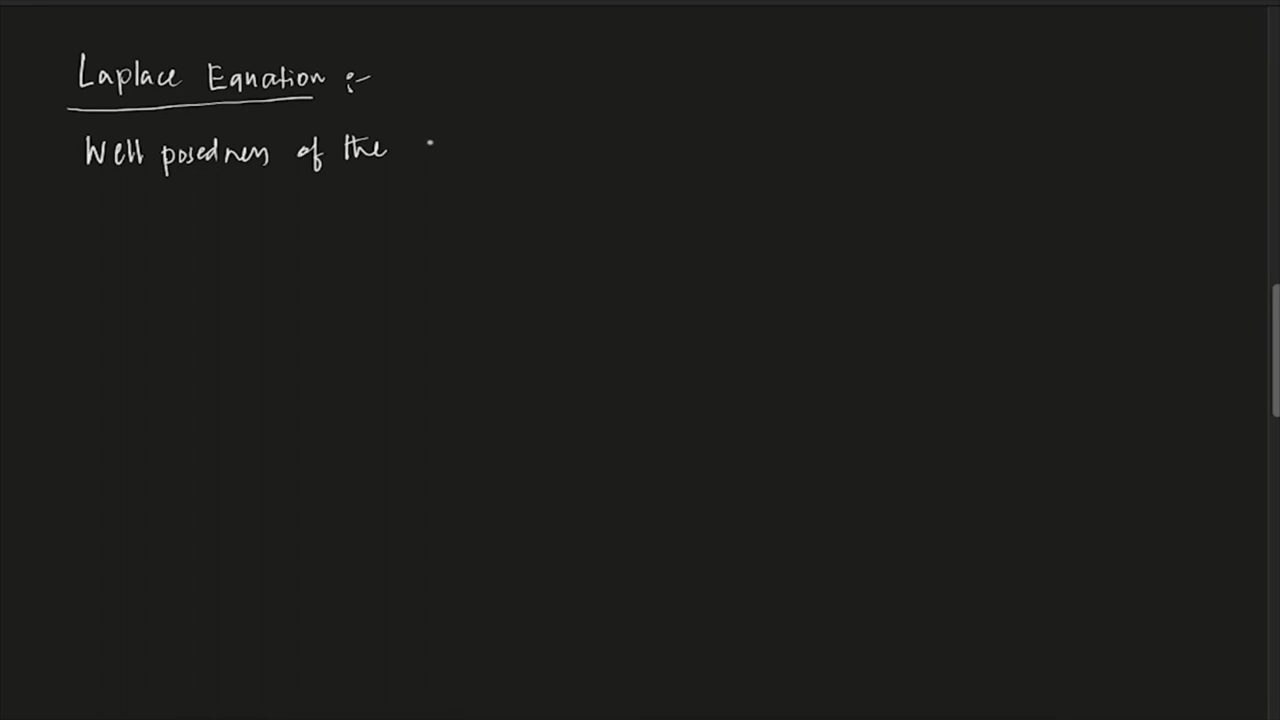 Laplace Equation :-
Well posedness of the